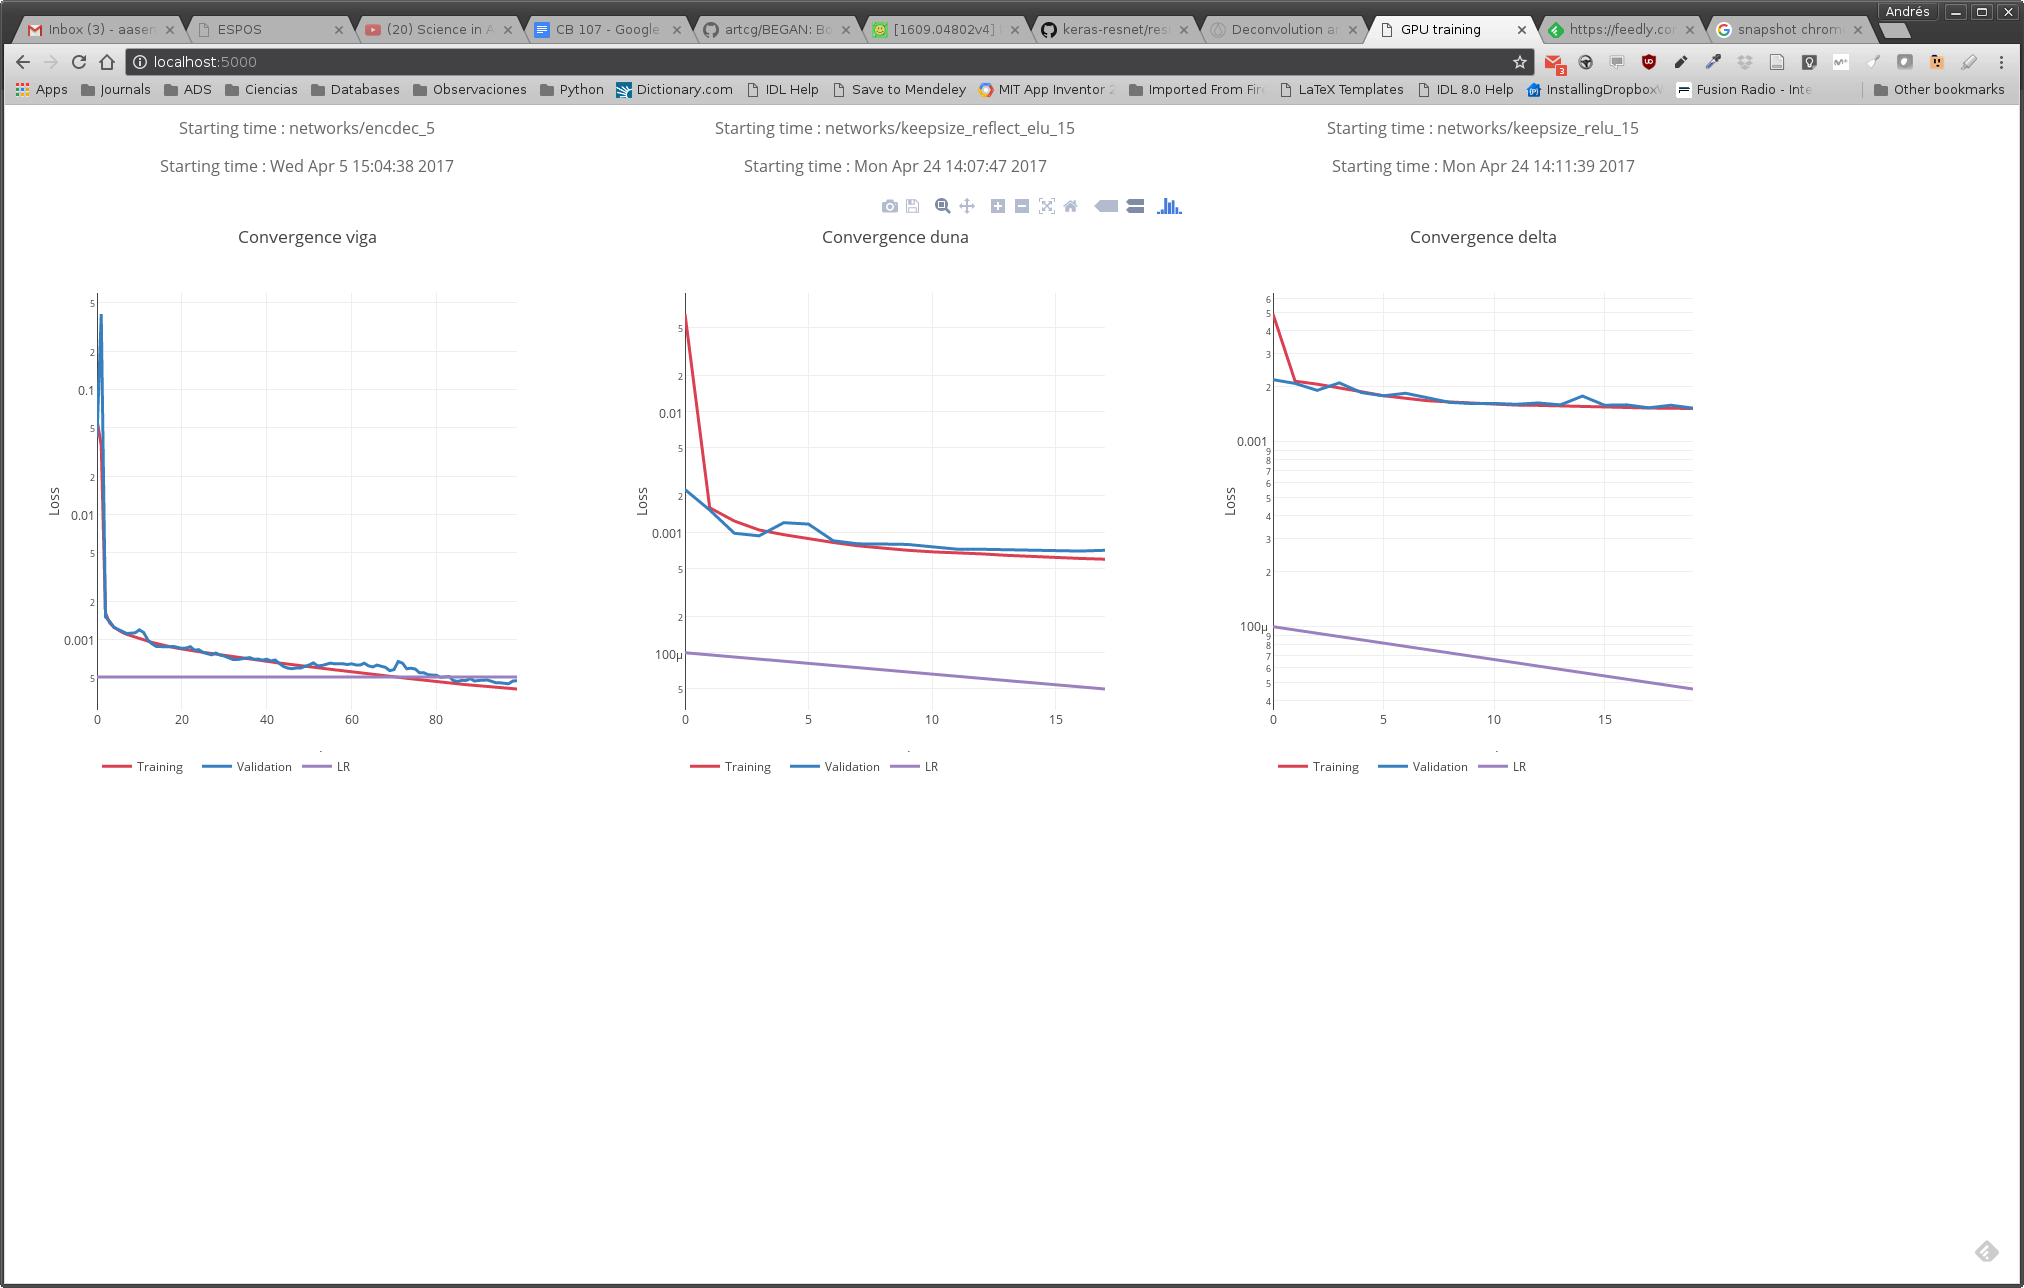 Andrés
Inbox (3) - aasen
ESPOS
(20) Science in A
CB 107 - Google
artcg/BEGAN: Bo
[1609.04802v4]
keras-resnet/res
Deconvolution a
GPU training
https://feedly.co
snapshot chrom
localhost:5000
3
Apps
Journals
ADS
Ciencias
Databases
Observaciones
Python
Dictionary.com
IDL Help
Save to Mendeley
MIT App Inventor 2
Imported From Fir
LaTeX Templates
IDL 8.0 Help
InstallingDropbox
Fusion Radio - Inte
Other bookmarks
Starting time : networks/encdec_5
Starting time : Wed Apr 5 15:04:38 2017
Convergence viga
5
2
0.1
5
2
0.01
5
2
0.001
5
Loss
0 20 40 60 80
Training Validation LR
Starting time : networks/keepsize_reflect_elu_15
Starting time : Mon Apr 24 14:07:47 2017
Convergence duna
5
2
0.01
5
2
0.001
5
2
100μ
5
Loss
0 5 10 15
Training Validation LR
Starting time : networks/keepsize_relu_15
Starting time : Mon Apr 24 14:11:39 2017
Convergence delta
6
5
4
3
2
0.001
9
8
7
6
5
4
3
2
100μ
9
8
7
6
5
4
Loss
0 5 10 15
Training Validation LR